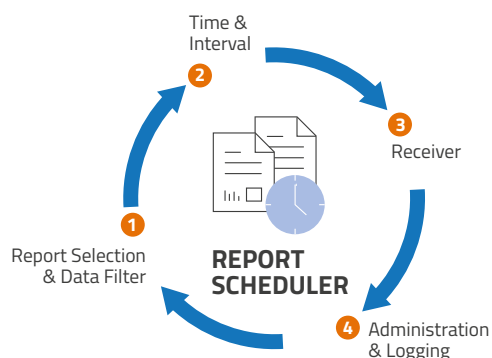 Time &
Interval
2
3
Receiver
1
Report Selection
& Data Filter
REPORT
SCHEDULER
4
Administration
& Logging